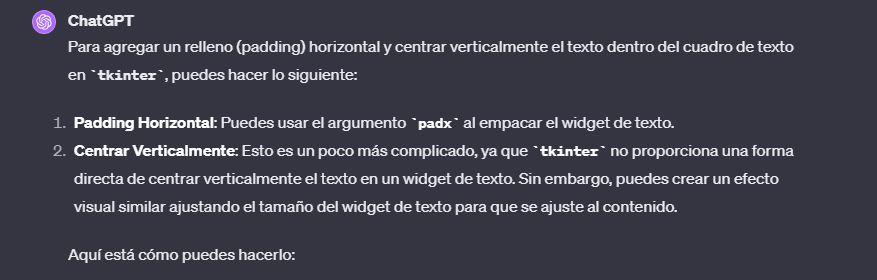 ChatGPT
Para agregar un relleno (padding) horizontal y centrar verticalmente el texto dentro del cuadro de texto
en `tkinter`, puedes hacer lo siguiente:
1. Padding Horizontal: Puedes usar el argumento `padx` al empacar el widget de texto.
2. Centrar Verticalmente: Esto es un poco más complicado, ya que `tkinter` no proporciona una forma
directa de centrar verticalmente el texto en un widget de texto. Sin embargo, puedes crear un efecto
visual similar ajustando el tamaño del widget de texto para que se ajuste al contenido.
Aquí está cómo puedes hacerlo: